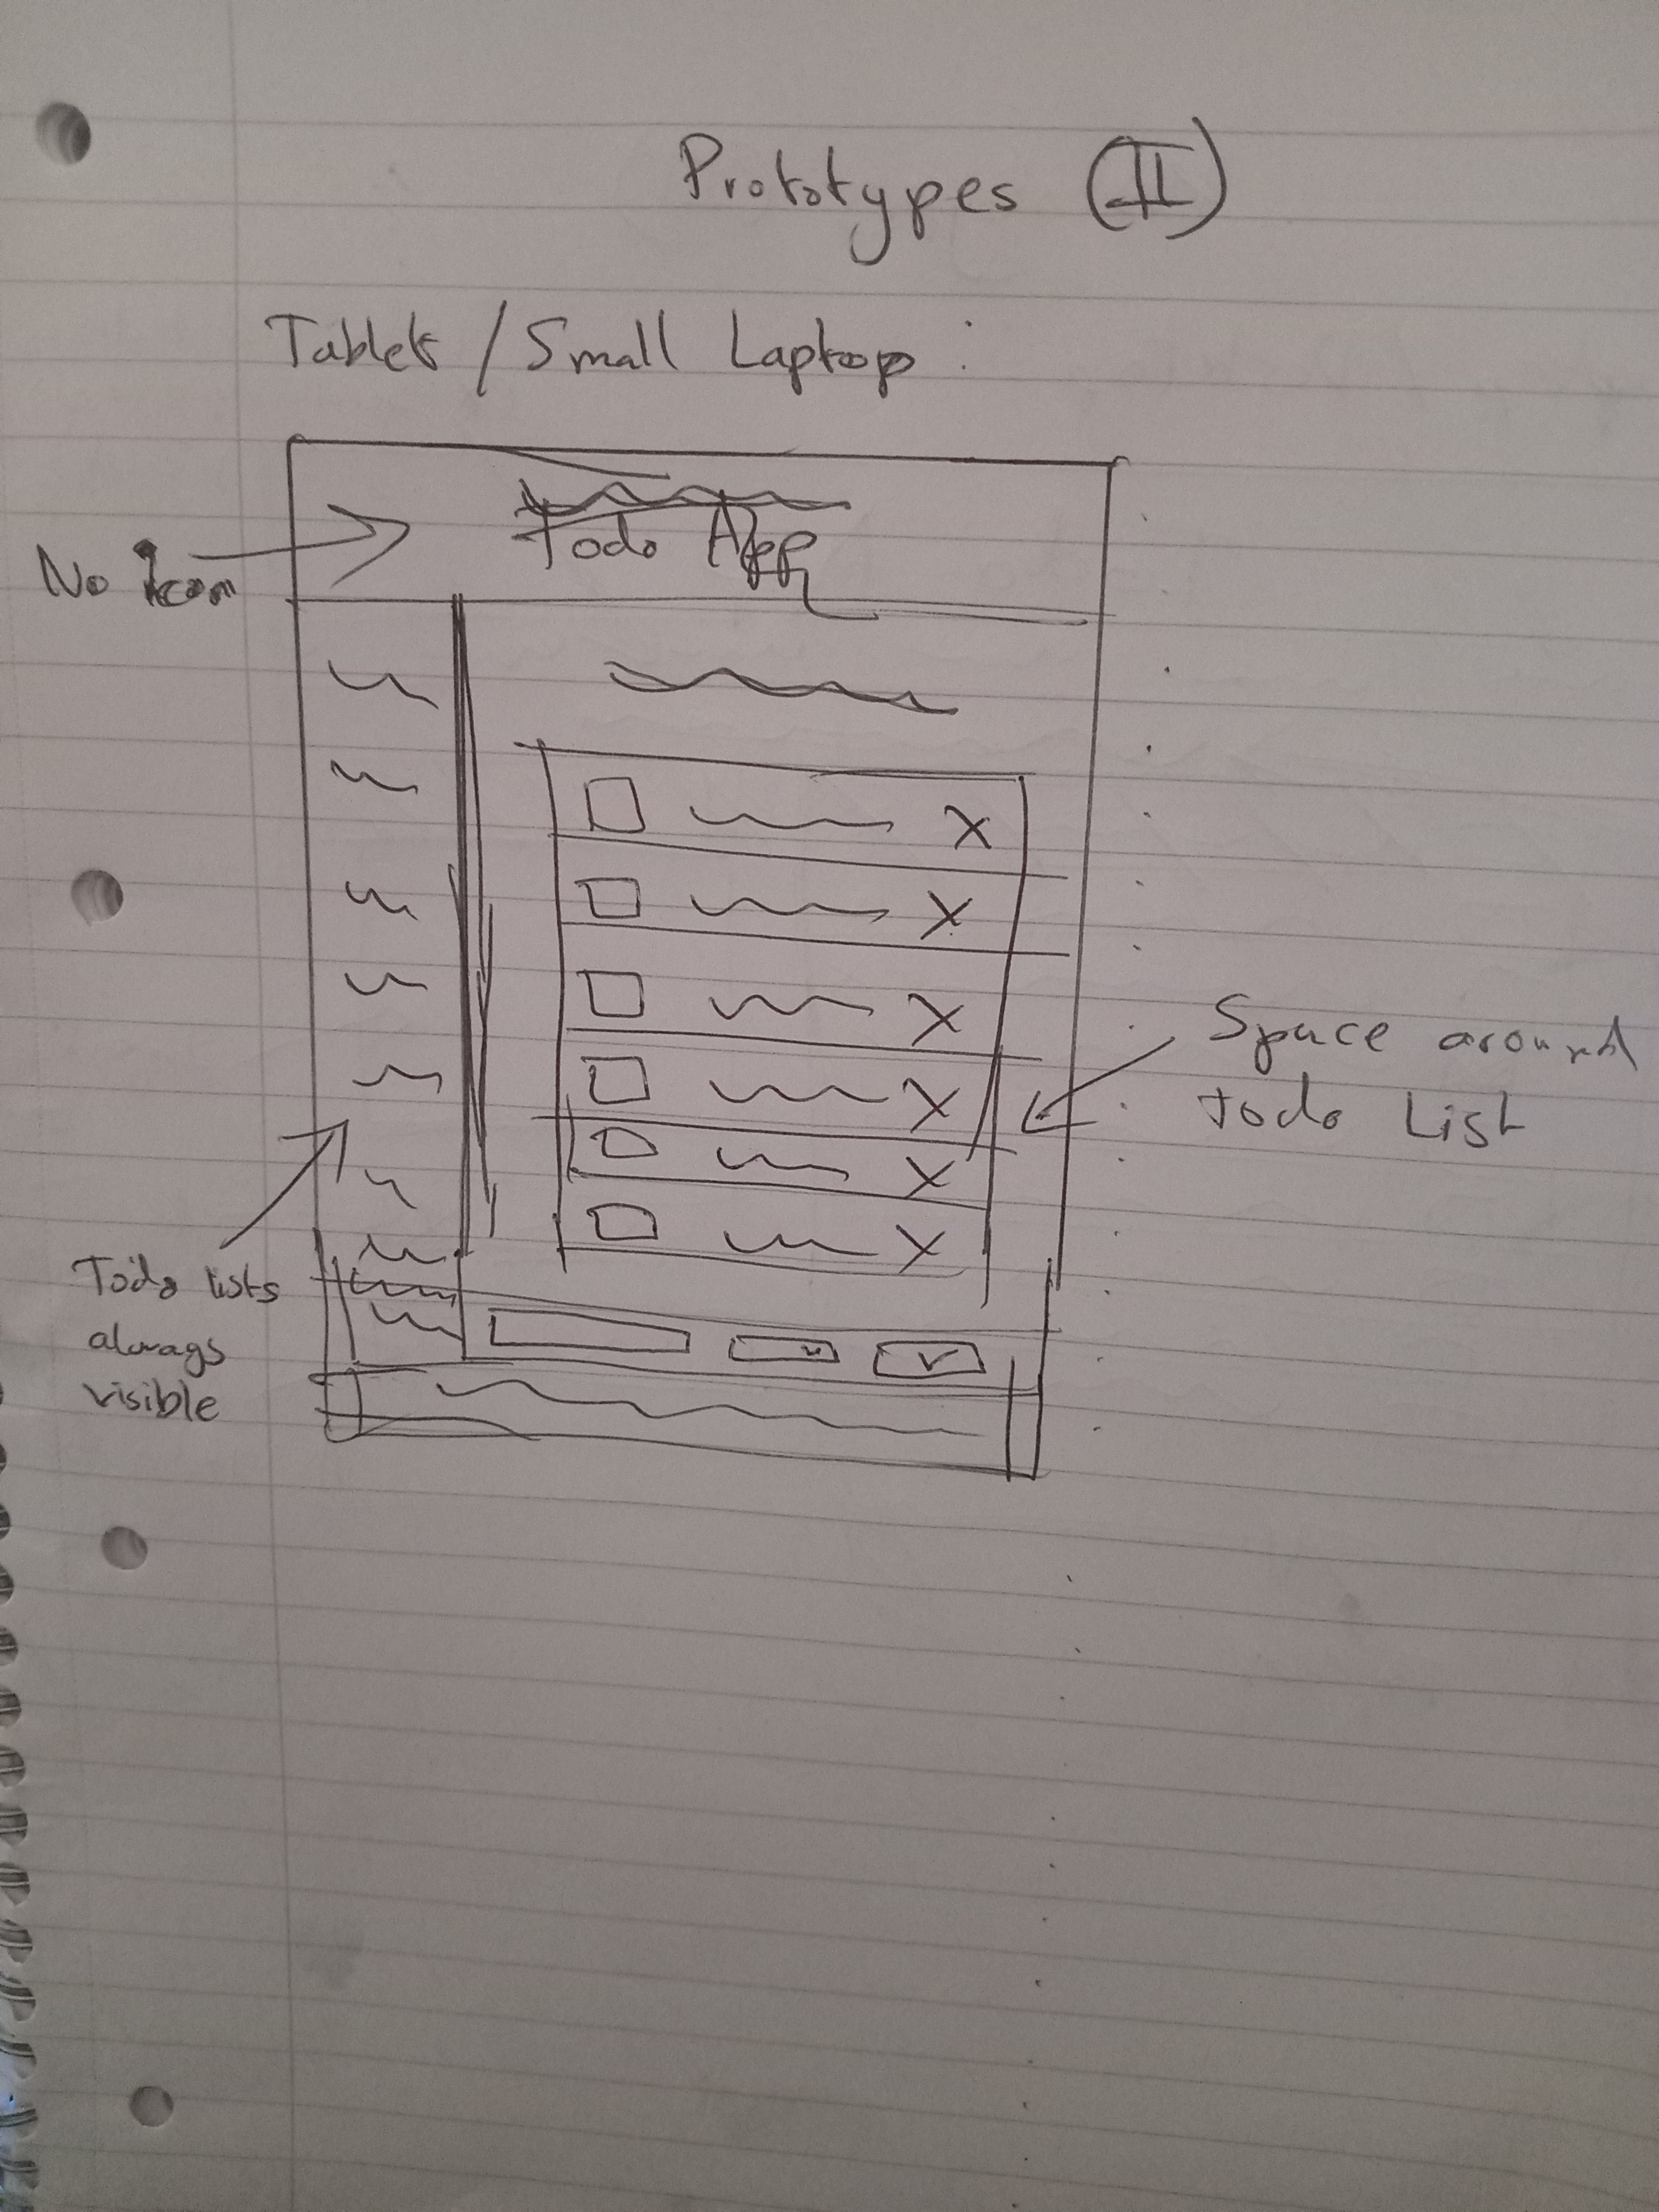 Prototypes (II)
Tablet / Small Laptop :
Todo App
No Icon
Space around
todo List
Todo lists
always
visible